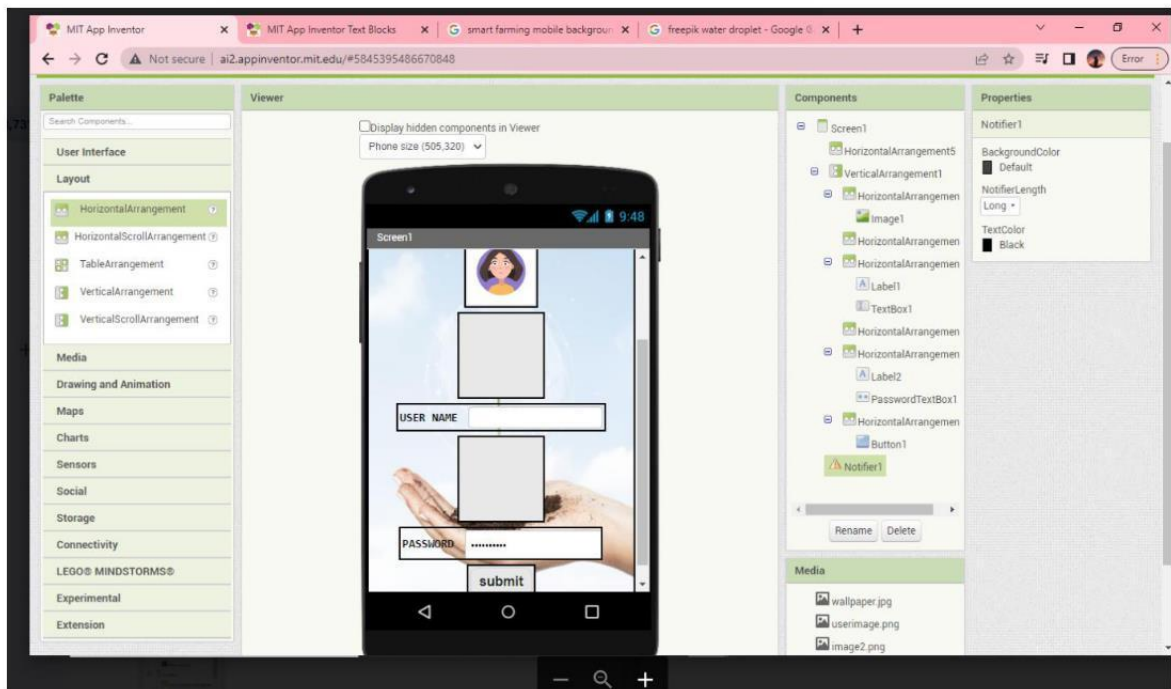 MIT App Inventor
MIT App Inventor Text Blocks
smart farming mobile backgroun
freepik water droplet - Google
Not secure
ai2.appinventor.mit.edu/#5845395486670848
Error
Palette
Search Components...
User Interface
Layout
HorizontalArrangement
HorizontalScrollArrangement
TableArrangement
VerticalArrangement
VerticalScrollArrangement
Media
Drawing and Animation
Maps
Charts
Sensors
Social
Storage
Connectivity
LEGO® MINDSTORMS®
Experimental
Extension
Viewer
Display hidden components in Viewer
Phone size (505,320)
9:48
Screen1
USER NAME
PASSWORD
submit
Components
Screen1
HorizontalArrangement5
VerticalArrangement1
HorizontalArrangemen
Image1
HorizontalArrangemen
HorizontalArrangemen
Label1
TextBox1
HorizontalArrangemen
HorizontalArrangemen
Label2
PasswordTextBox1
HorizontalArrangemen
Button1
Notifier1
Rename
Delete
Media
wallpaper.jpg
userimage.png
image2.png
Properties
Notifier1
BackgroundColor
Default
NotifierLength
Long
TextColor
Black